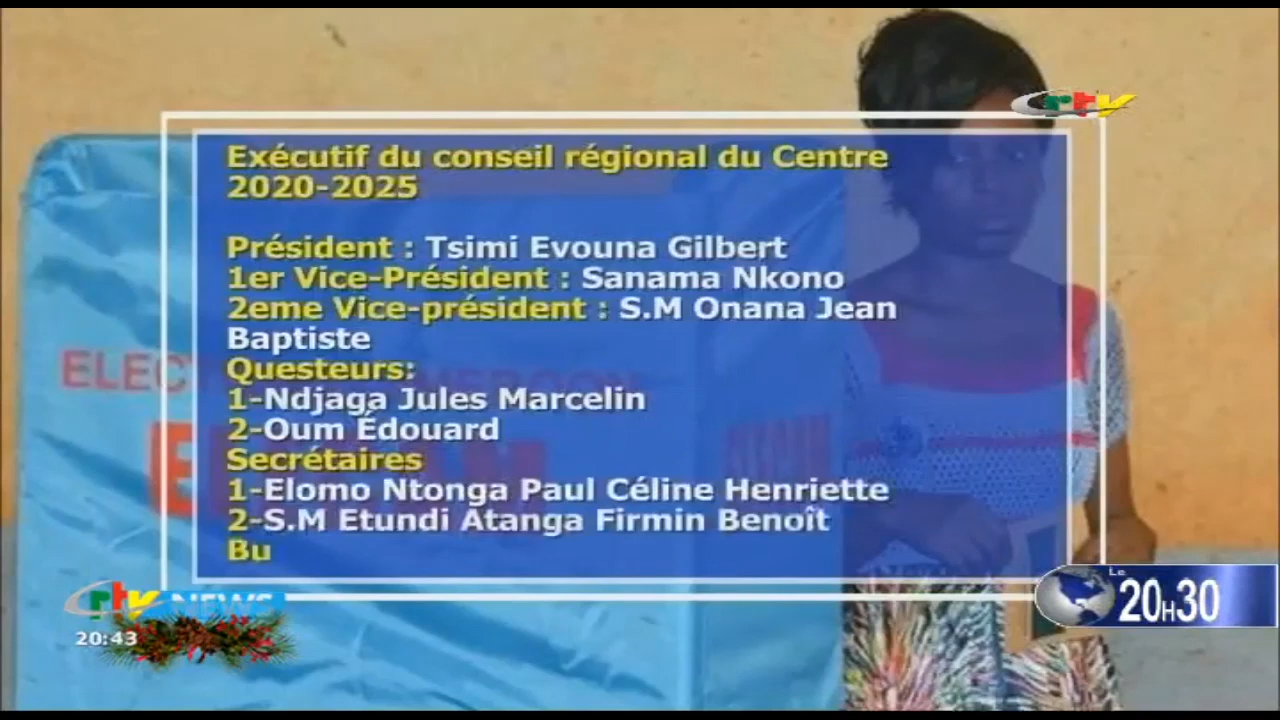 crtv
Exécutif du conseil régional du Centre
2020-2025
Président : Tsimi Evouna Gilbert
1er Vice-Président : Sanama Nkono
2eme Vice-président : S.M Onana Jean
Baptiste
Questeurs:
1-Ndjaga Jules Marcelin
2-Oum Édouard
Secrétaires
1-Elomo Ntonga Paul Céline Henriette
2-S.M Etundi Atanga Firmin Benoît
Bu
crtv NEWS
20:43
Le
20H30